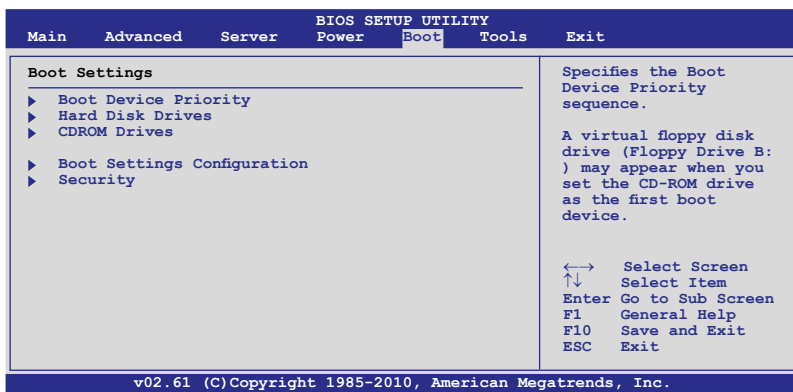 BIOS SETUP UTILITY
Main Advanced Server Power Boot Tools Exit
Boot Settings
Boot Device Priority
Hard Disk Drives
CDROM Drives
Boot Settings Configuration
Security
Specifies the Boot
Device Priority
sequence.
A virtual floppy disk
drive (Floppy Drive B:
) may appear when you
set the CD-ROM drive
as the first boot
device.
←→ Select Screen
↑↓ Select Item
Enter Go to Sub Screen
F1 General Help
F10 Save and Exit
ESC Exit
v02.61 (C)Copyright 1985-2010, American Megatrends, Inc.